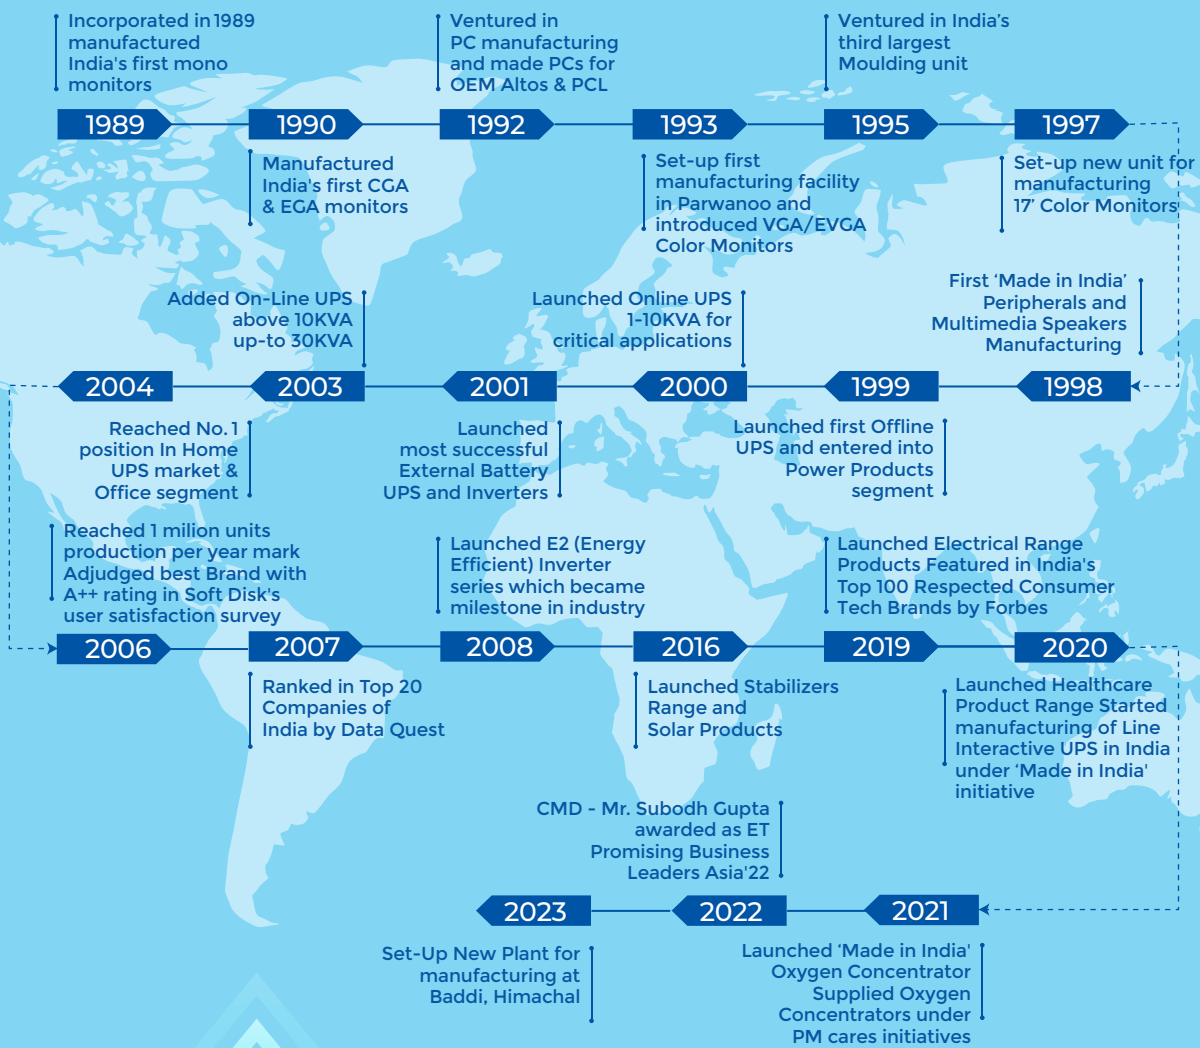 Incorporated in 1989
manufactured
India's first mono
monitors
Ventured in
PC manufacturing
and made PCs for
OEM Altos & PCL
Ventured in India's
third largest
Moulding unit
1989
1990
1992
1993
1995
1997
Manufactured
India's first CGA
& EGA monitors
Set-up first
manufacturing facility
in Parwanoo and
introduced VGA/EVGA
Color Monitors
Set-up new unit for
manufacturing
17' Color Monitors
First ‘Made in India’
Peripherals and
Multimedia Speakers
Manufacturing
Launched Online UPS
1-10KVA for
critical applications
Added On-Line UPS
above 10KVA
up-to 30KVA
1998
1999
2000
2001
2003
2004
Launched first Offline
UPS and entered into
Power Products
segment
Launched
most successful
External Battery
UPS and Inverters
Reached No. 1
position In Home
UPS market &
Office segment
Reached 1 milion units
production per year mark
Adjudged best Brand with
A++ rating in Soft Disk's
user satisfaction survey
Launched E2 (Energy
Efficient) Inverter
series which became
milestone in industry
Launched Electrical Range
Products Featured in India's
Top 100 Respected Consumer
Tech Brands by Forbes
2006
2007
2008
2016
2019
2020
Ranked in Top 20
Companies of
India by Data Quest
Launched Stabilizers
Range and
Solar Products
Launched Healthcare
Product Range Started
manufacturing of Line
Interactive UPS in India
under ‘Made in India'
initiative
CMD - Mr. Subodh Gupta
awarded as ET
Promising Business
Leaders Asia'22
2021
2022
2023
Launched ‘Made in India'
Oxygen Concentrator
Supplied Oxygen
Concentrators under
PM cares initiatives
Set-Up New Plant for
manufacturing at
Baddi, Himachal